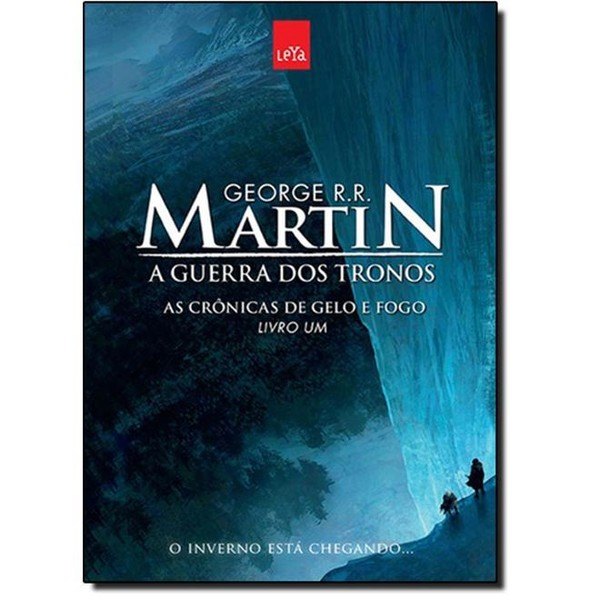 LeYa
GEORGE R.R.
MARTIN
A GUERRA DOS TRONOS
AS CRÔNICAS DE GELO E FOGO
LIVRO UM
O INVERNO ESTÁ CHEGANDO...